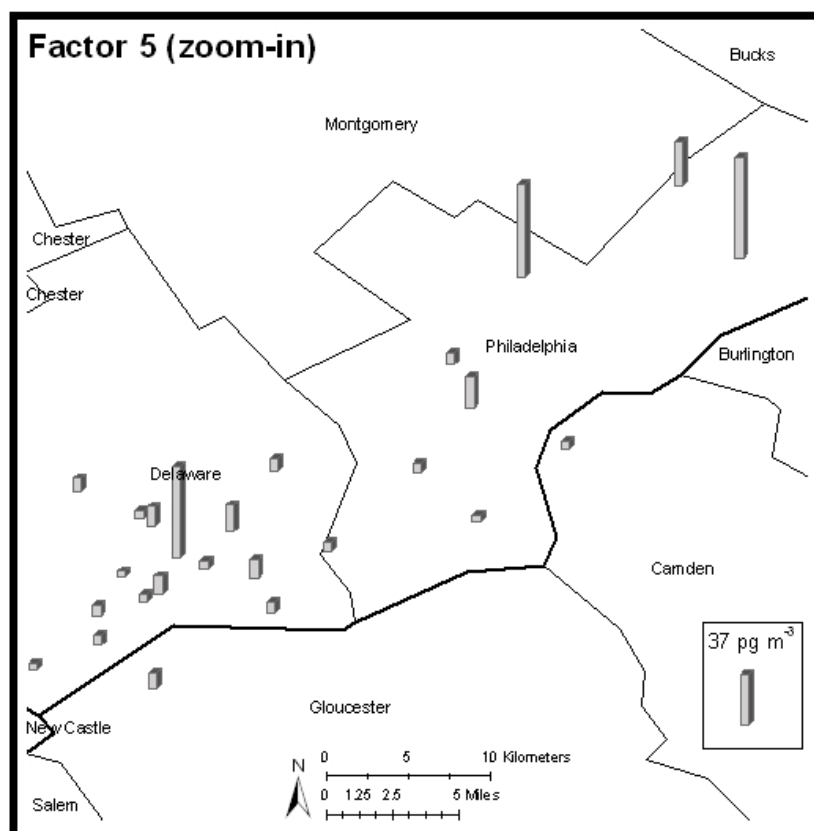 Factor 5 (zoom-in)
Bucks
Montgomery
Chester
Chester
Philadelphia
Burlington
Delaware
Camden
37 pg m⁻³
Gloucester
New Castle
N
0 5 10 Kilometers
0 1.25 2.5 5 Miles
Salem